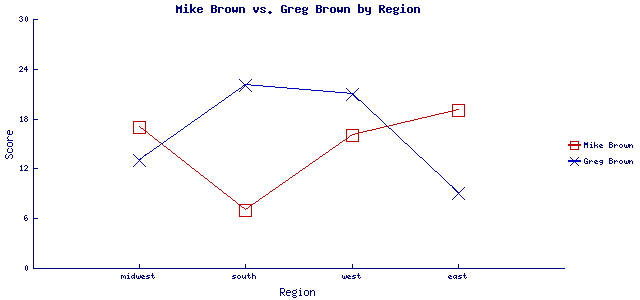 Mike Brown vs. Greg Brown by Region
30
24
18
12
6
0
Score
midwest south west east
Region
Mike Brown
Greg Brown